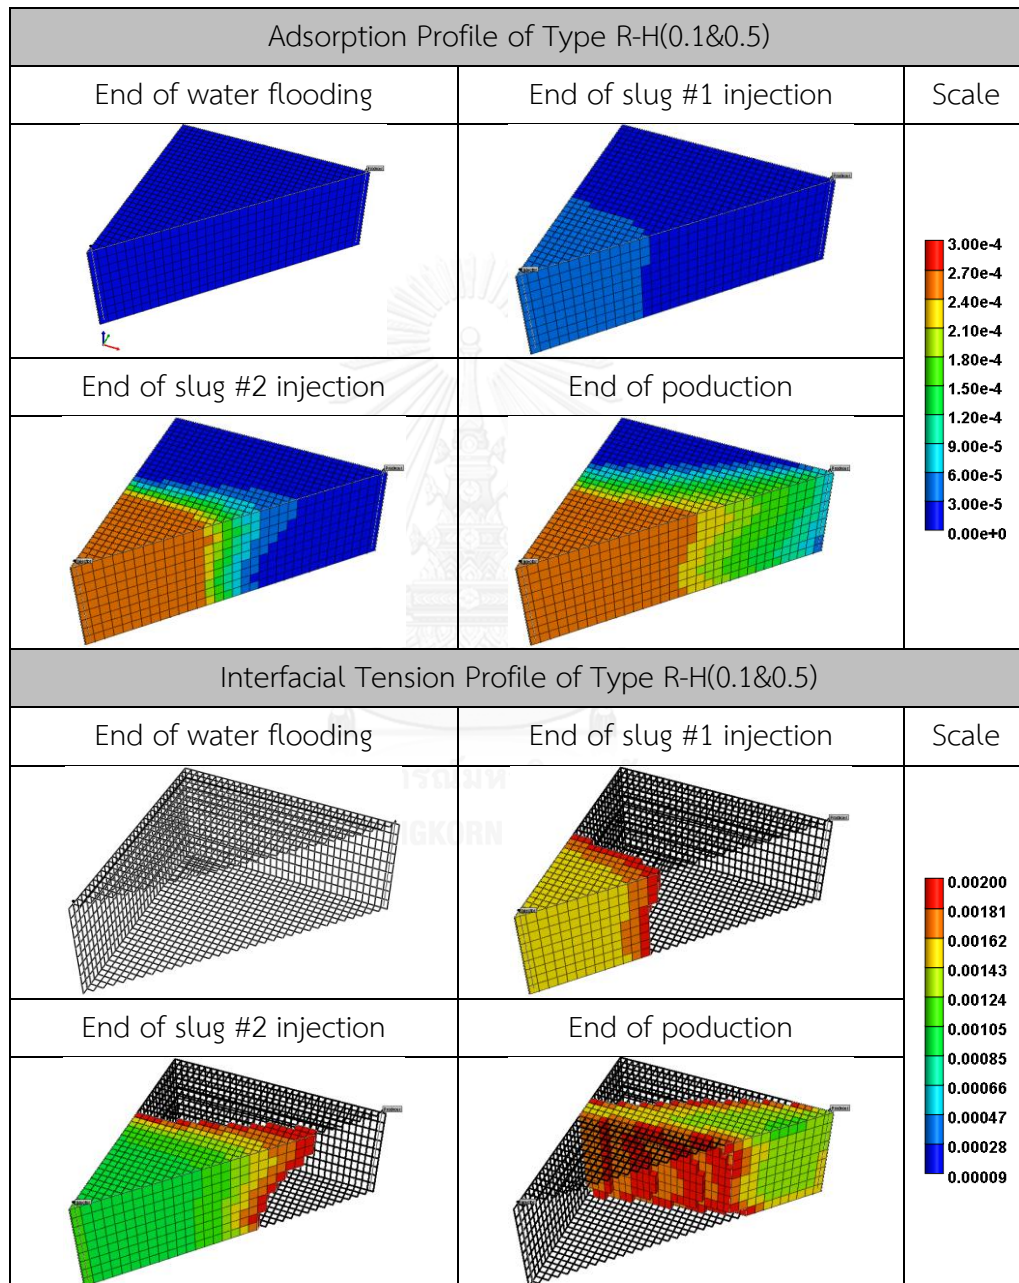 Adsorption Profile of Type R-H(0.1&0.5)
End of water flooding End of slug #1 injection Scale
3.00e-4
2.70e-4
2.40e-4
2.10e-4
1.80e-4
1.50e-4
1.20e-4
9.00e-5
6.00e-5
3.00e-5
0.00e+0
End of slug #2 injection End of poduction
Interfacial Tension Profile of Type R-H(0.1&0.5)
End of water flooding End of slug #1 injection Scale
GKORN
0.00200
0.00181
0.00162
0.00143
0.00124
0.00105
0.00085
0.00066
0.00047
0.00028
0.00009
End of slug #2 injection End of poduction